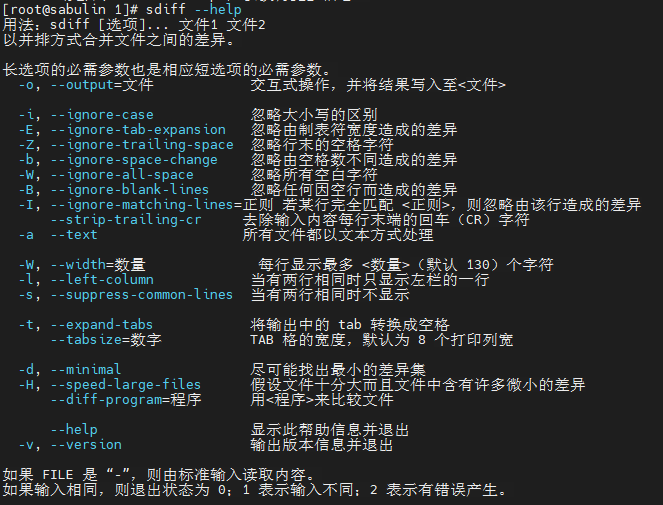 [root@sabulin 1]# sdiff --help
用法：sdiff [选项]... 文件1 文件2
以并排方式合并文件之间的差异。
长选项的必需参数也是相应短选项的必需参数。
-o, --output=文件 交互式操作，并将结果写入至<文件>
-i, --ignore-case 忽略大小写的区别
-E, --ignore-tab-expansion 忽略由制表符宽度造成的差异
-Z, --ignore-trailing-space 忽略行末的空格字符
-b, --ignore-space-change 忽略由空格数不同造成的差异
-W, --ignore-all-space 忽略所有空白字符
-B, --ignore-blank-lines 忽略任何因空行而造成的差异
-I, --ignore-matching-lines=正则 若某行完全匹配 <正则>，则忽略由该行造成的差异
--strip-trailing-cr 去除输入内容每行末端的回车（CR）字符
-a --text 所有文件都以文本方式处理
-W, --width=数量 每行显示最多 <数量>（默认 130）个字符
-l, --left-column 当有两行相同时只显示左栏的一行
-s, --suppress-common-lines 当有两行相同时不显示
-t, --expand-tabs 将输出中的 tab 转换成空格
--tabsize=数字 TAB 格的宽度，默认为 8 个打印列宽
-d, --minimal 尽可能找出最小的差异集
-H, --speed-large-files 假设文件十分大而且文件中含有许多微小的差异
--diff-program=程序 用<程序>来比较文件
--help 显示此帮助信息并退出
-v, --version 输出版本信息并退出
如果 FILE 是 “-”，则由标准输入读取内容。
如果输入相同，则退出状态为 0；1 表示输入不同；2 表示有错误产生。